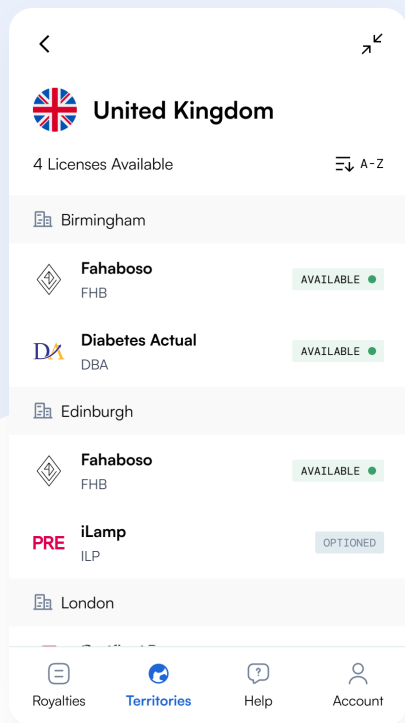 United Kingdom
4 Licenses Available A-Z
Birmingham
Fahaboso
FHB
AVAILABLE
DA
Diabetes Actual
DBA
AVAILABLE
Edinburgh
Fahaboso
FHB
AVAILABLE
PRE
iLamp
ILP
OPTIONED
London
Royalties
Territories
Help
Account